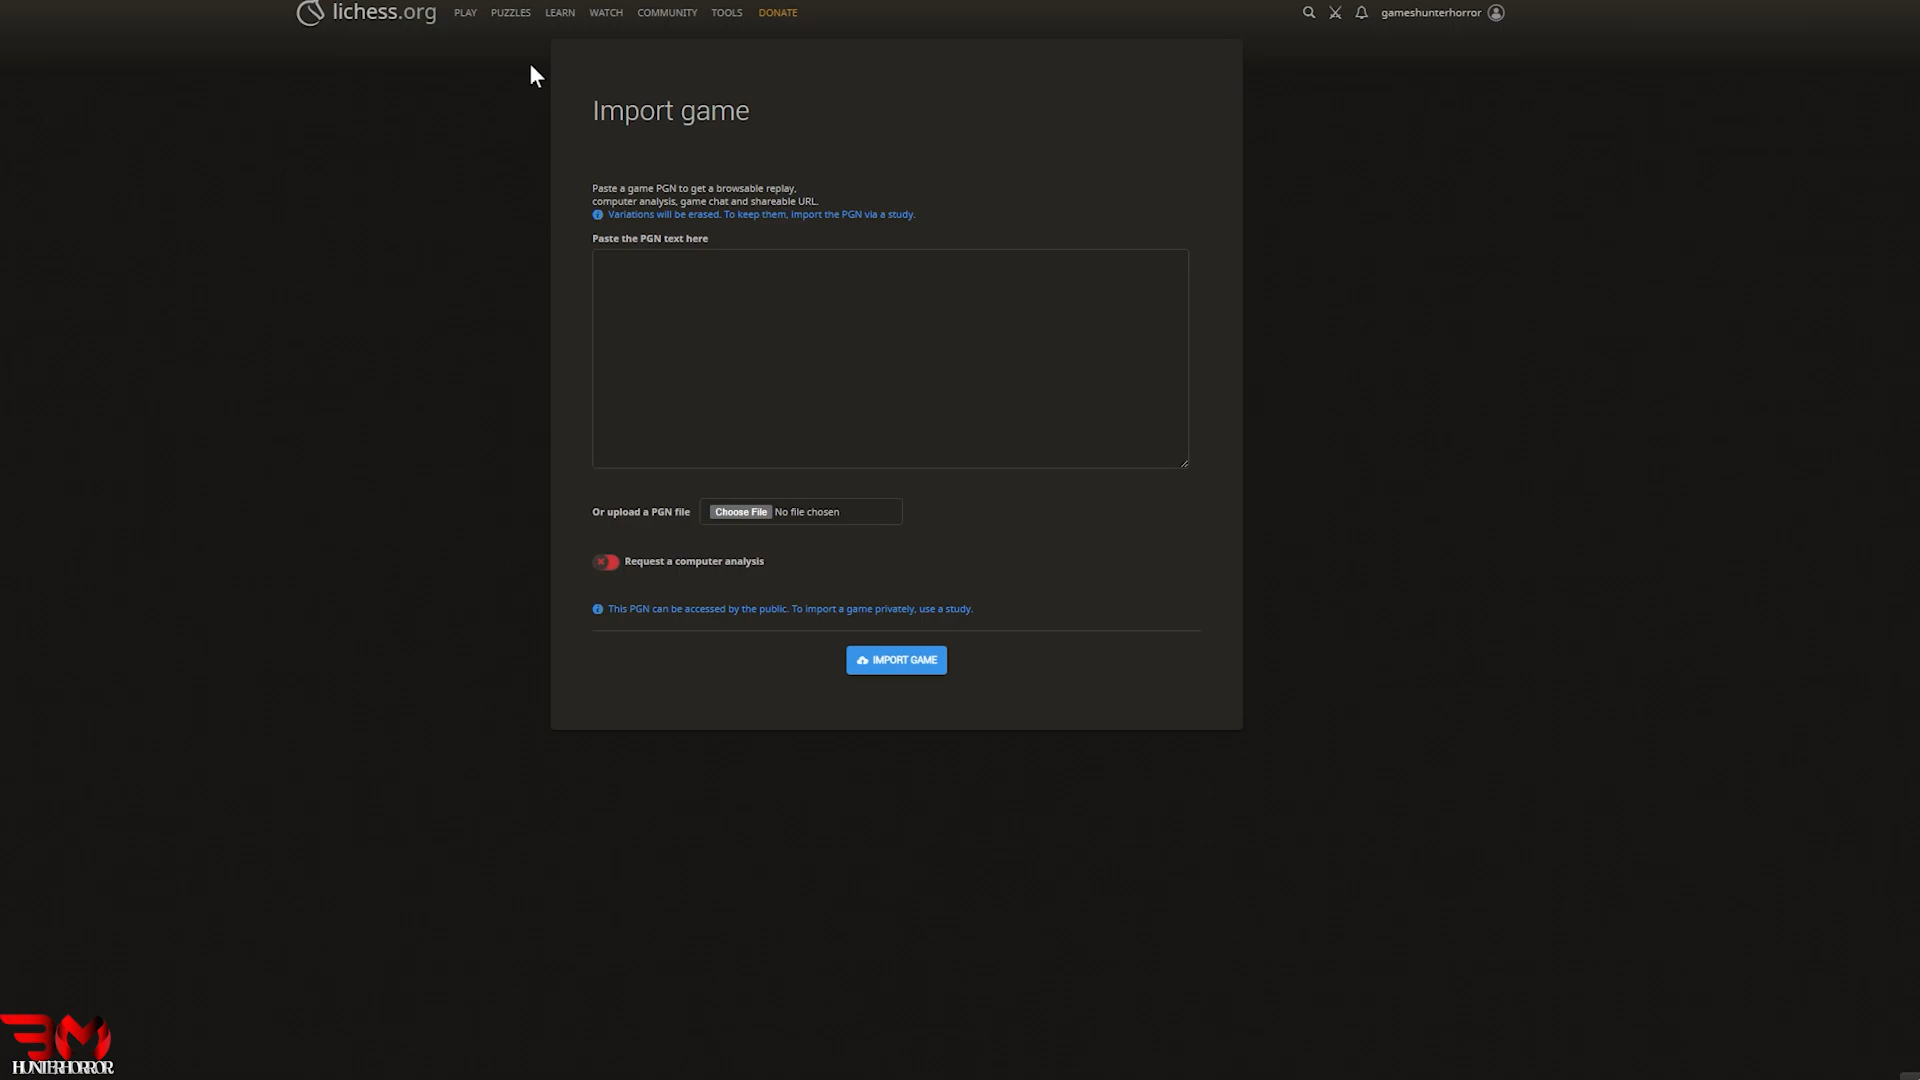 lichess.org PLAY PUZZLES LEARN WATCH COMMUNITY TOOLS DONATE gameshunterhorror
Import game
Paste a game PGN to get a browsable replay,
computer analysis, game chat and shareable URL.
Variations will be erased. To keep them, import the PGN via a study.
Paste the PGN text here
Or upload a PGN file Choose File No file chosen
Request a computer analysis
This PGN can be accessed by the public. To import a game privately, use a study.
IMPORT GAME
3M
HUNTERHORROR